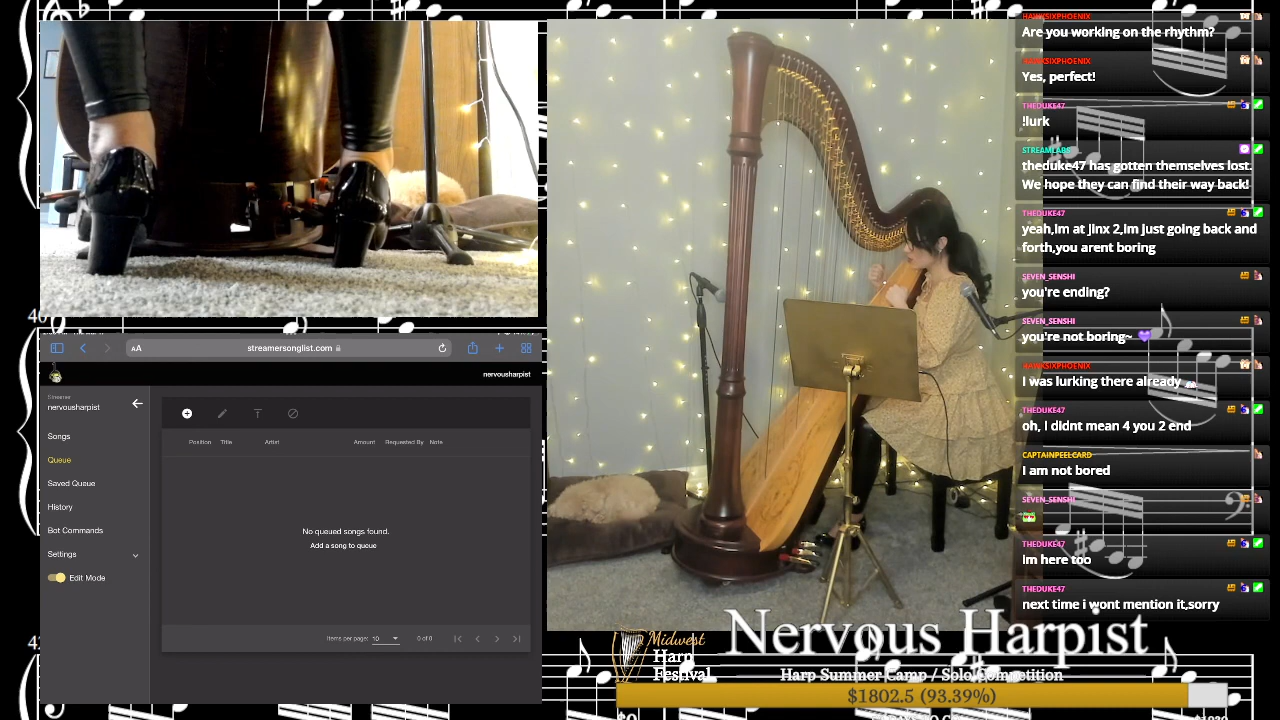 streamersonglist.com
nervousharpist
Streamer
nervousharpist
Songs
Queue
Saved Queue
History
Bot Commands
Settings
Edit Mode
Position Title Artist Amount Requested By Note
No queued songs found.
Add a song to queue
Items per page: 10 0 of 0
HAWKSIXPHOENIX
Are you working on the rhythm?
HAWKSIXPHOENIX
Yes, perfect!
THEDUKE47
!lurk
STREAMLABS
theduke47 has gotten themselves lost.
We hope they can find their way back!
THEDUKE47
yeah,im at jinx 2,im just going back and
forth,you arent boring
SEVEN_SENSHI
you're ending?
SEVEN_SENSHI
you're not boring~
HAWKSIXPHOENIX
I was lurking there already
THEDUKE47
oh, i didnt mean 4 you 2 end
CAPTAINPEELCARD
I am not bored
SEVEN_SENSHI
THEDUKE47
im here too
THEDUKE47
next time i wont mention it,sorry
Nervous Harpist
Midwest
Harp
Festival
Harp Summer Camp / Solo Competition
$1802.5 (93.39%)